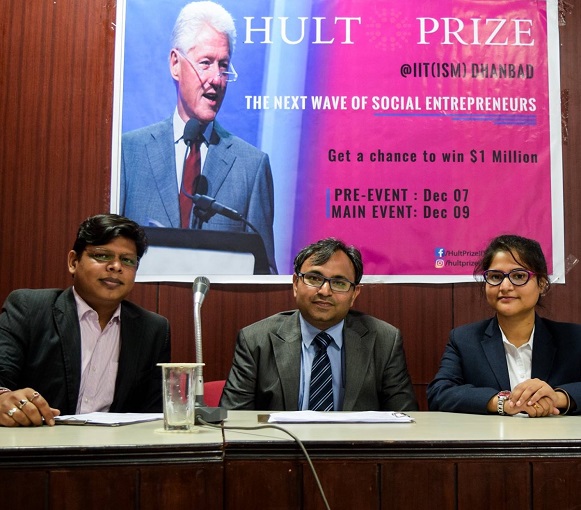 HULT PRIZE
@IIT(ISM) DHANBAD
THE NEXT WAVE OF SOCIAL ENTREPRENEURS
Get a chance to win $1 Million
PRE-EVENT : Dec 07
MAIN EVENT: Dec 09
/HultPrizeII
/hultprize